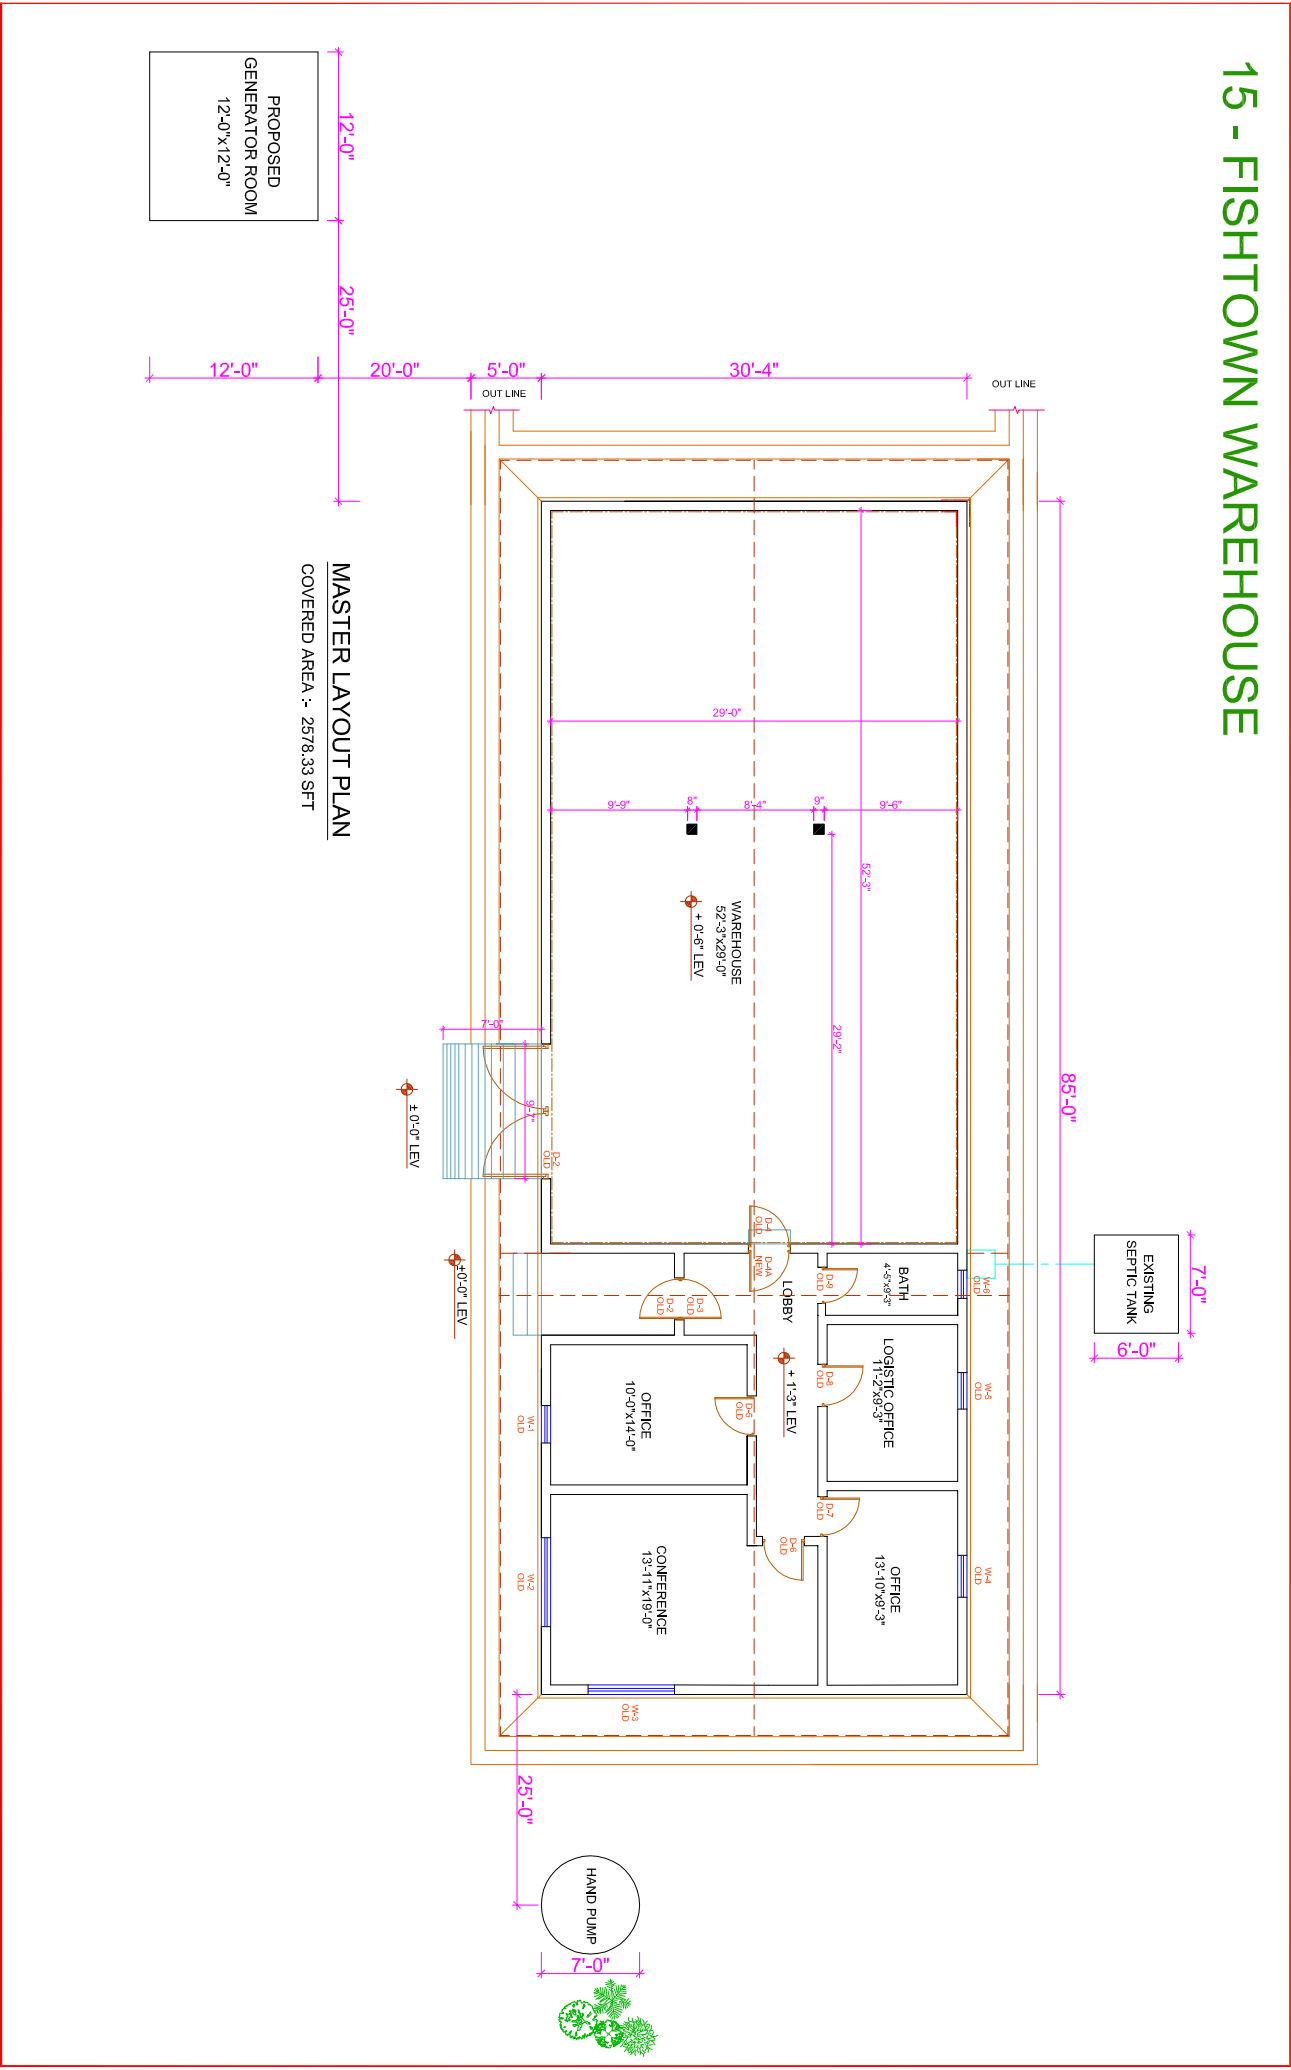 15 - FISHTOWN WAREHOUSE
PROPOSED
GENERATOR ROOM
12'-0"x12'-0"
12'-0"
25'-0"
12'-0"
20'-0"
5'-0"
30'-4"
OUT LINE
OUT LINE
MASTER LAYOUT PLAN
COVERED AREA :- 2578.33 SFT
85'-0"
29'-0"
9'-9"
8"
8'-4"
9"
9'-6"
52'-3"
29'-2"
WAREHOUSE
52'-3"x29'-0"
+ 0'-6" LEV
7'-0"
9'-7"
D-2
OLD
± 0'-0" LEV
±0'-0" LEV
EXISTING
SEPTIC TANK
7'-0"
6'-0"
D-4
OLD
D-4A
NEW
LOBBY
+ 1'-3" LEV
BATH
4'-5"x9'-3"
D-9
OLD
W-6
OLD
D-2
OLD
D-3
OLD
LOGISTIC OFFICE
11'-2"x9'-3"
D-8
OLD
W-5
OLD
OFFICE
10'-0"x14'-0"
D-5
OLD
W-1
OLD
OFFICE
13'-10"x9'-3"
D-7
OLD
W-4
OLD
D-6
OLD
CONFERENCE
13'-11"x19'-0"
W-2
OLD
W-3
OLD
25'-0"
HAND PUMP
7'-0"